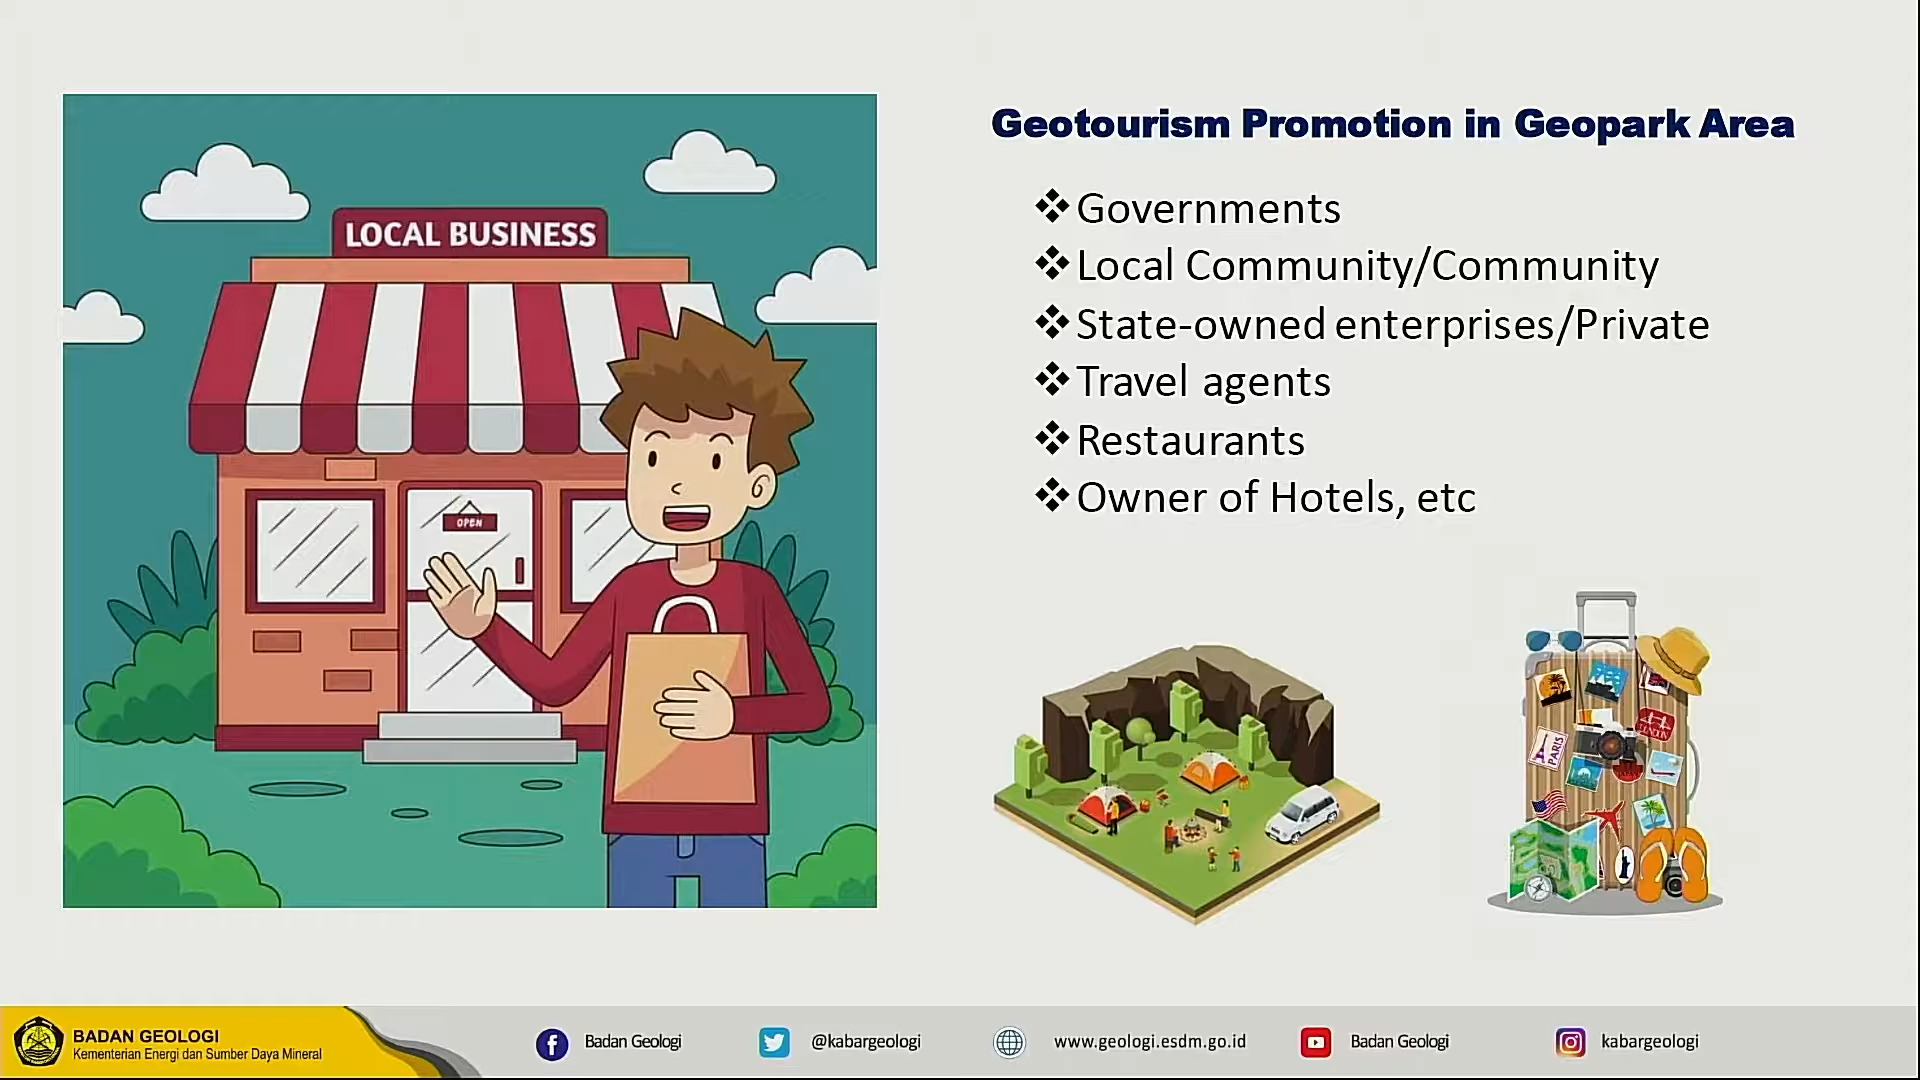 LOCAL BUSINESS
OPEN
Geotourism Promotion in Geopark Area
❖Governments
❖Local Community/Community
❖State-owned enterprises/Private
❖Travel agents
❖Restaurants
❖Owner of Hotels, etc
PARIS
LONDON
BADAN GEOLOGI
Kementerian Energi dan Sumber Daya Mineral
Badan Geologi
@kabargeologi
www.geologi.esdm.go.id
Badan Geologi
kabargeologi